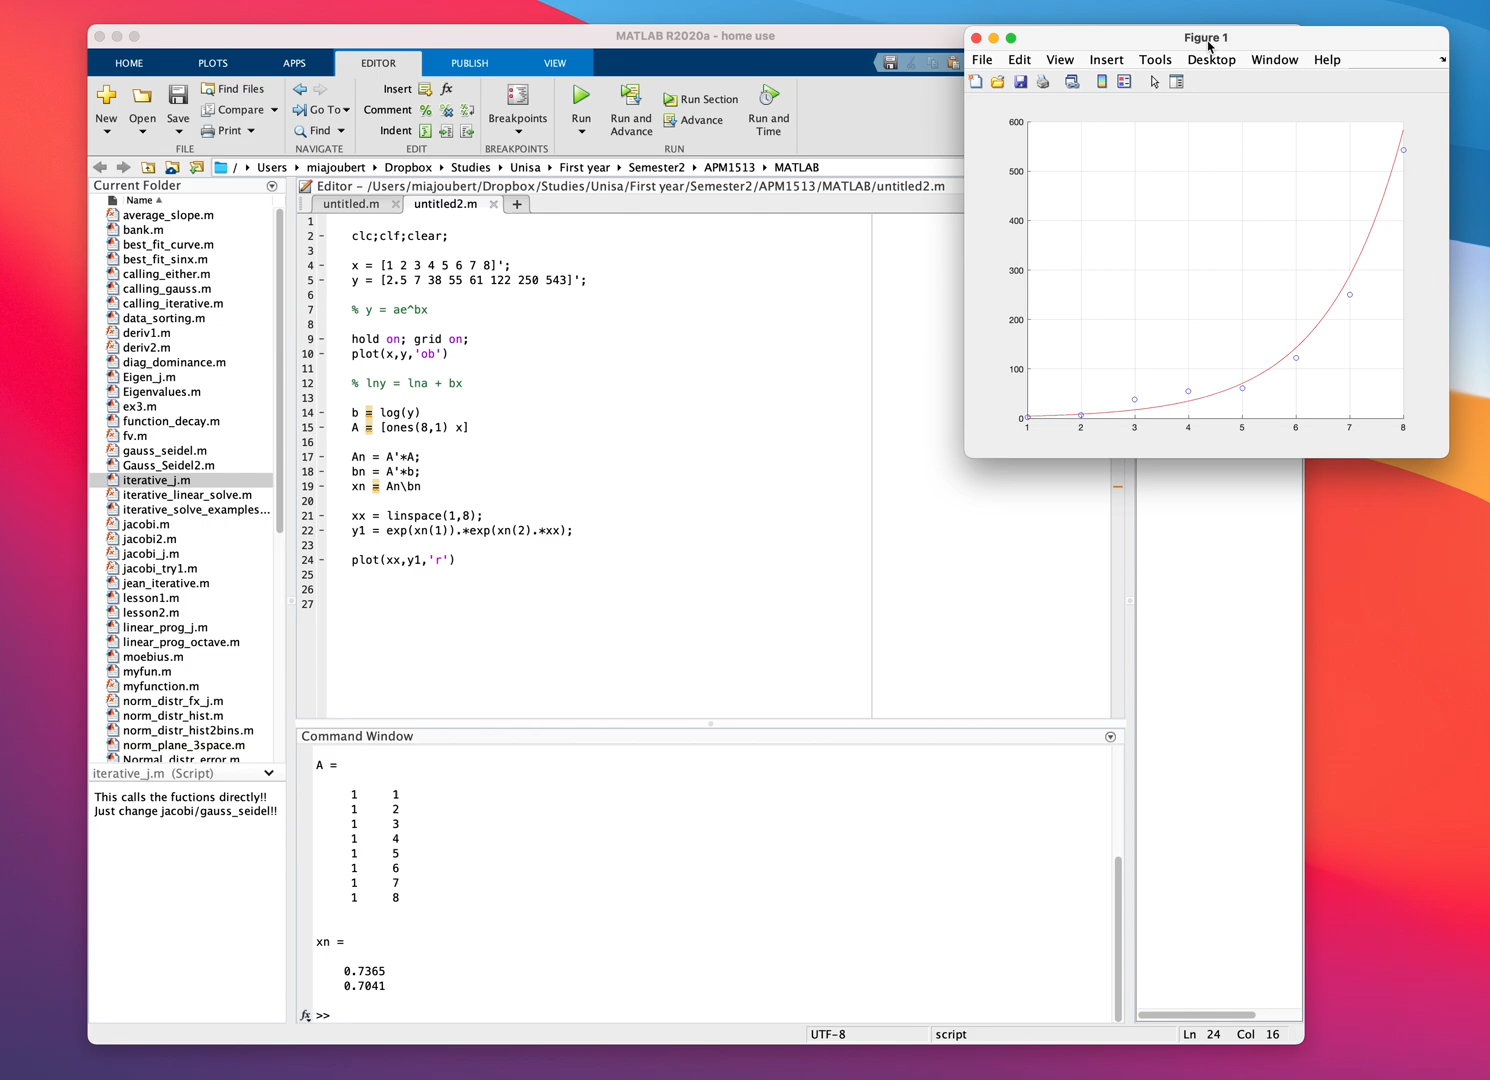 MATLAB R2020a - home use
HOME PLOTS APPS EDITOR PUBLISH VIEW
New Open Save Find Files Compare Print
FILE
Go To Find
NAVIGATE
Insert fx
Comment
Indent
EDIT
Breakpoints
BREAKPOINTS
Run Run and Advance Run Section Advance Run and Time
RUN
/ Users miajoubert Dropbox Studies Unisa First year Semester2 APM1513 MATLAB
Current Folder
Name
average_slope.m
bank.m
best_fit_curve.m
best_fit_sinx.m
calling_either.m
calling_gauss.m
calling_iterative.m
data_sorting.m
deriv1.m
deriv2.m
diag_dominance.m
Eigen_j.m
Eigenvalues.m
ex3.m
function_decay.m
fv.m
gauss_seidel.m
Gauss_Seidel2.m
iterative_j.m
iterative_linear_solve.m
iterative_solve_examples...
jacobi.m
jacobi2.m
jacobi_j.m
jacobi_try1.m
jean_iterative.m
lesson1.m
lesson2.m
linear_prog_j.m
linear_prog_octave.m
moebius.m
myfun.m
myfunction.m
norm_distr_fx_j.m
norm_distr_hist.m
norm_distr_hist2bins.m
norm_plane_3space.m
Normal_distr_error.m
iterative_j.m (Script)
This calls the fuctions directly!!
Just change jacobi/gauss_seidel!!
Editor – /Users/miajoubert/Dropbox/Studies/Unisa/First year/Semester2/APM1513/MATLAB/untitled2.m
untitled.m untitled2.m +
1
2 – clc;clf;clear;
3
4 – x = [1 2 3 4 5 6 7 8]';
5 – y = [2.5 7 38 55 61 122 250 543]';
6
7 % y = ae^bx
8
9 – hold on; grid on;
10 – plot(x,y,'ob')
11
12 % lny = lna + bx
13
14 – b = log(y)
15 – A = [ones(8,1) x]
16
17 – An = A'*A;
18 – bn = A'*b;
19 – xn = An\bn
20
21 – xx = linspace(1,8);
22 – y1 = exp(xn(1)).*exp(xn(2).*xx);
23
24 – plot(xx,y1,'r')
25
26
27
Command Window
A =
1 1
1 2
1 3
1 4
1 5
1 6
1 7
1 8
xn =
0.7365
0.7041
fx >>
UTF-8 script Ln 24 Col 16
Figure 1
File Edit View Insert Tools Desktop Window Help
600
500
400
300
200
100
0
1 2 3 4 5 6 7 8